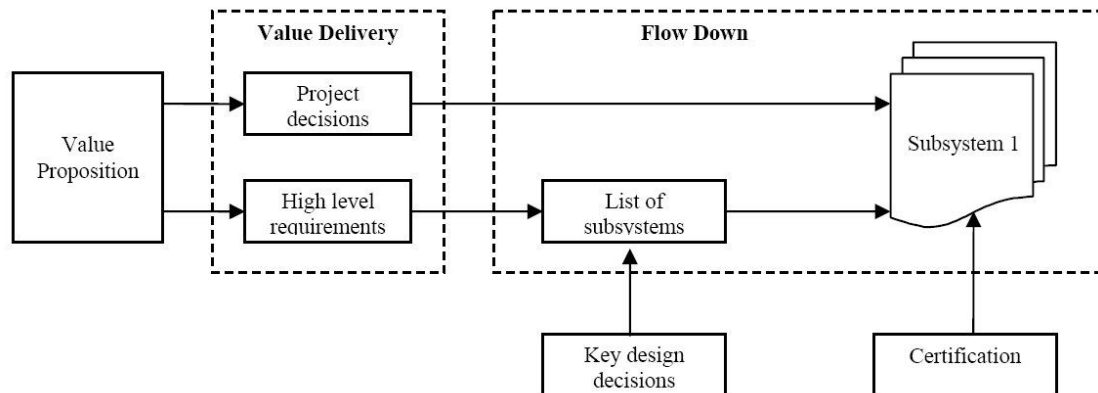 Value Delivery
Flow Down
Value
Proposition
Project
decisions
High level
requirements
List of
subsystems
Subsystem 1
Key design
decisions
Certification